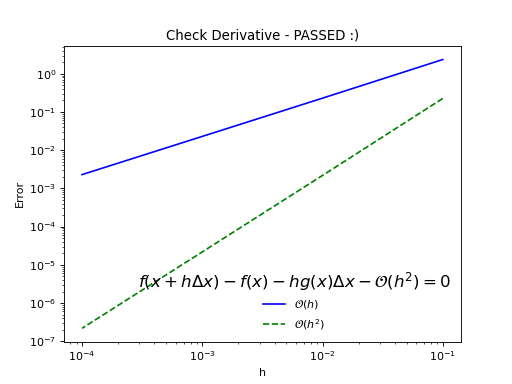 Check Derivative - PASSED :)
Error
10⁰
10⁻¹
10⁻²
10⁻³
10⁻⁴
10⁻⁵
10⁻⁶
10⁻⁷
f(x + hΔx) − f(x) − hg(x)Δx − 𝒪(h²) = 0
𝒪(h)
𝒪(h²)
10⁻⁴ 10⁻³ 10⁻² 10⁻¹
h